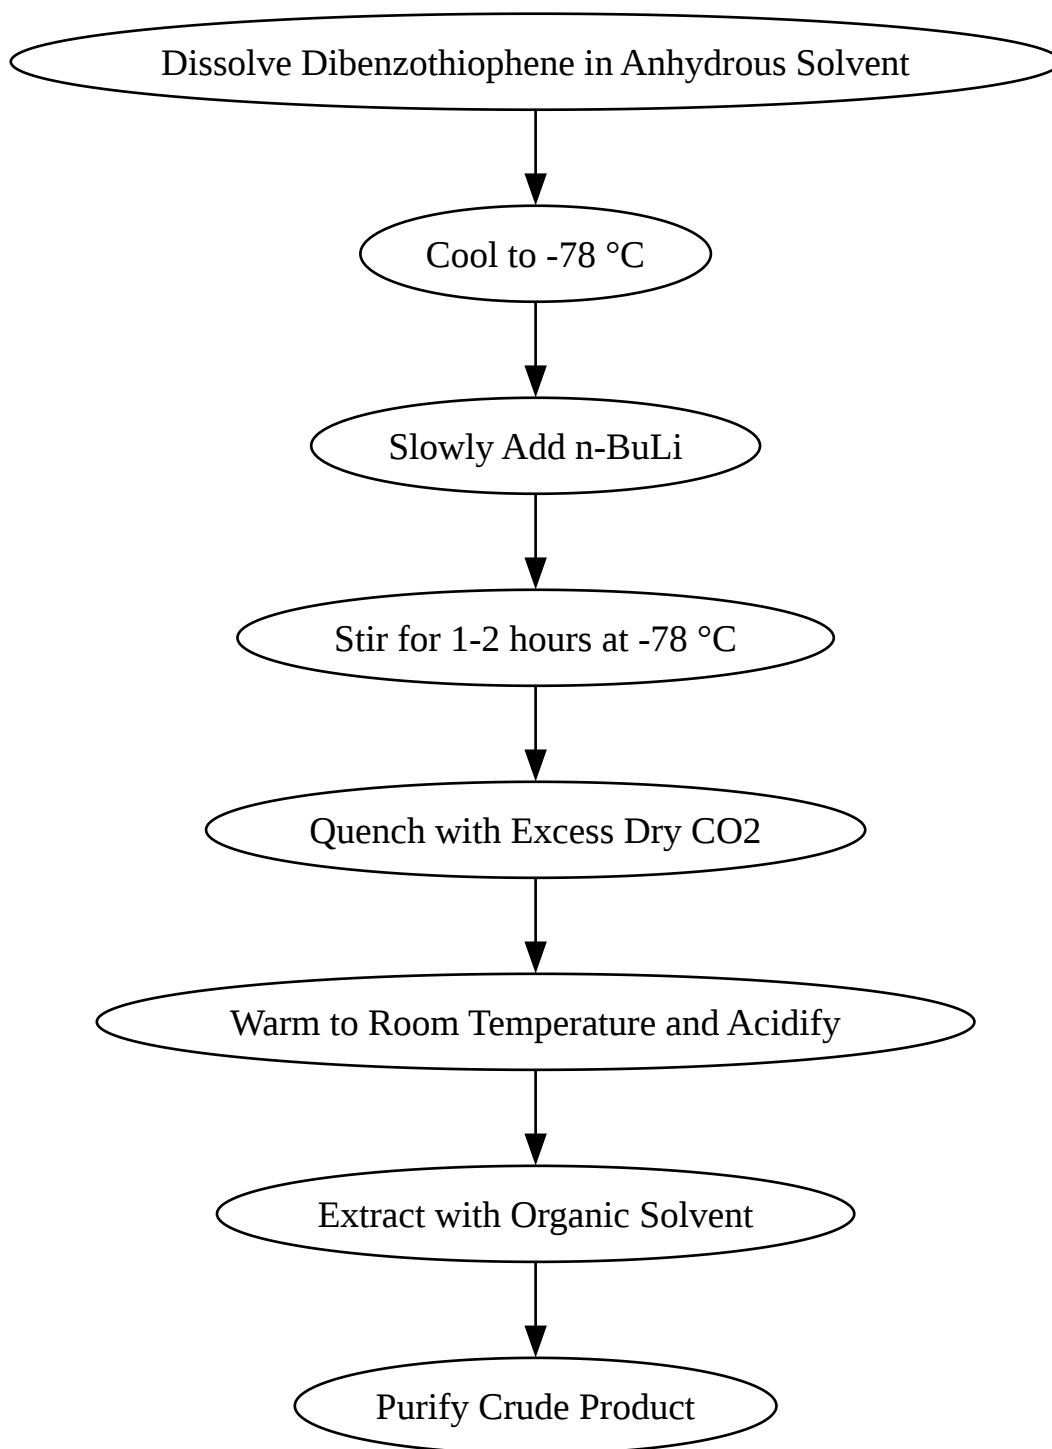 Dissolve Dibenzothiophene in Anhydrous Solvent
Cool to -78 °C
Slowly Add n-BuLi
Stir for 1-2 hours at -78 °C
Quench with Excess Dry CO2
Warm to Room Temperature and Acidify
Extract with Organic Solvent
Purify Crude Product